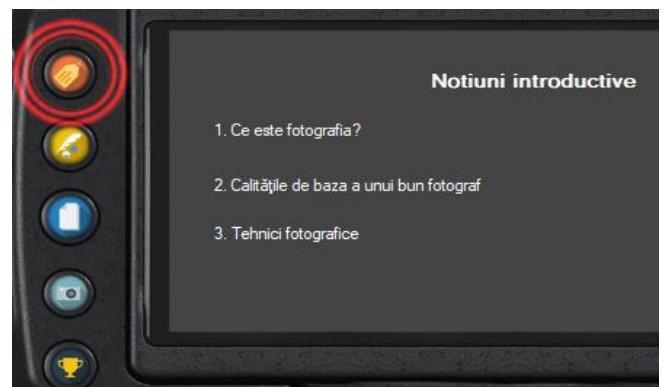 Notiuni introductive
1. Ce este fotografia?
2. Calităţile de baza a unui bun fotograf
3. Tehnici fotografice